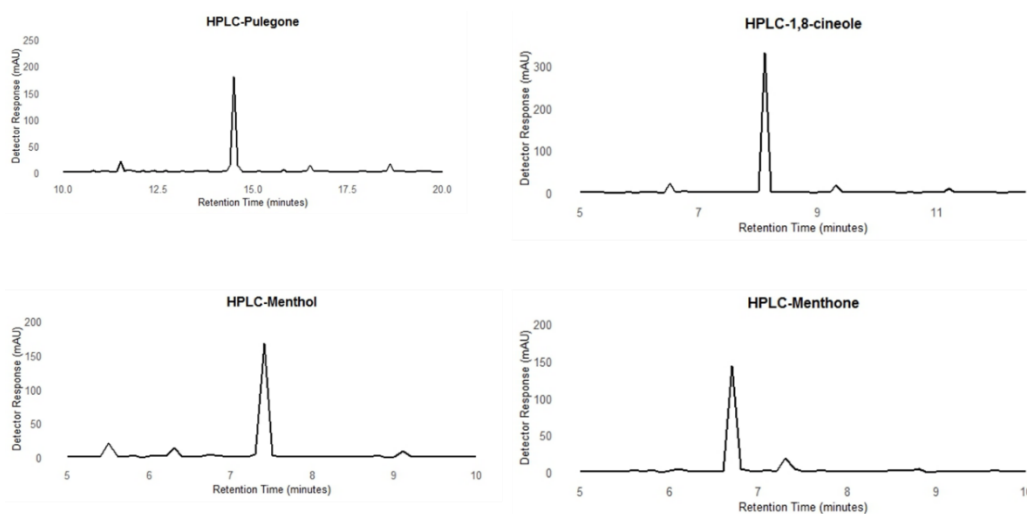 HPLC-Pulegone
Detector Response (mAU)
250
200
150
100
50
0
10.0 12.5 15.0 17.5 20.0
Retention Time (minutes)
HPLC-1,8-cineole
Detector Response (mAU)
300
200
100
0
5 7 9 11
Retention Time (minutes)
HPLC-Menthol
Detector Response (mAU)
200
150
100
50
0
5 6 7 8 9 10
Retention Time (minutes)
HPLC-Menthone
Detector Response (mAU)
200
150
100
50
0
5 6 7 8 9 10
Retention Time (minutes)